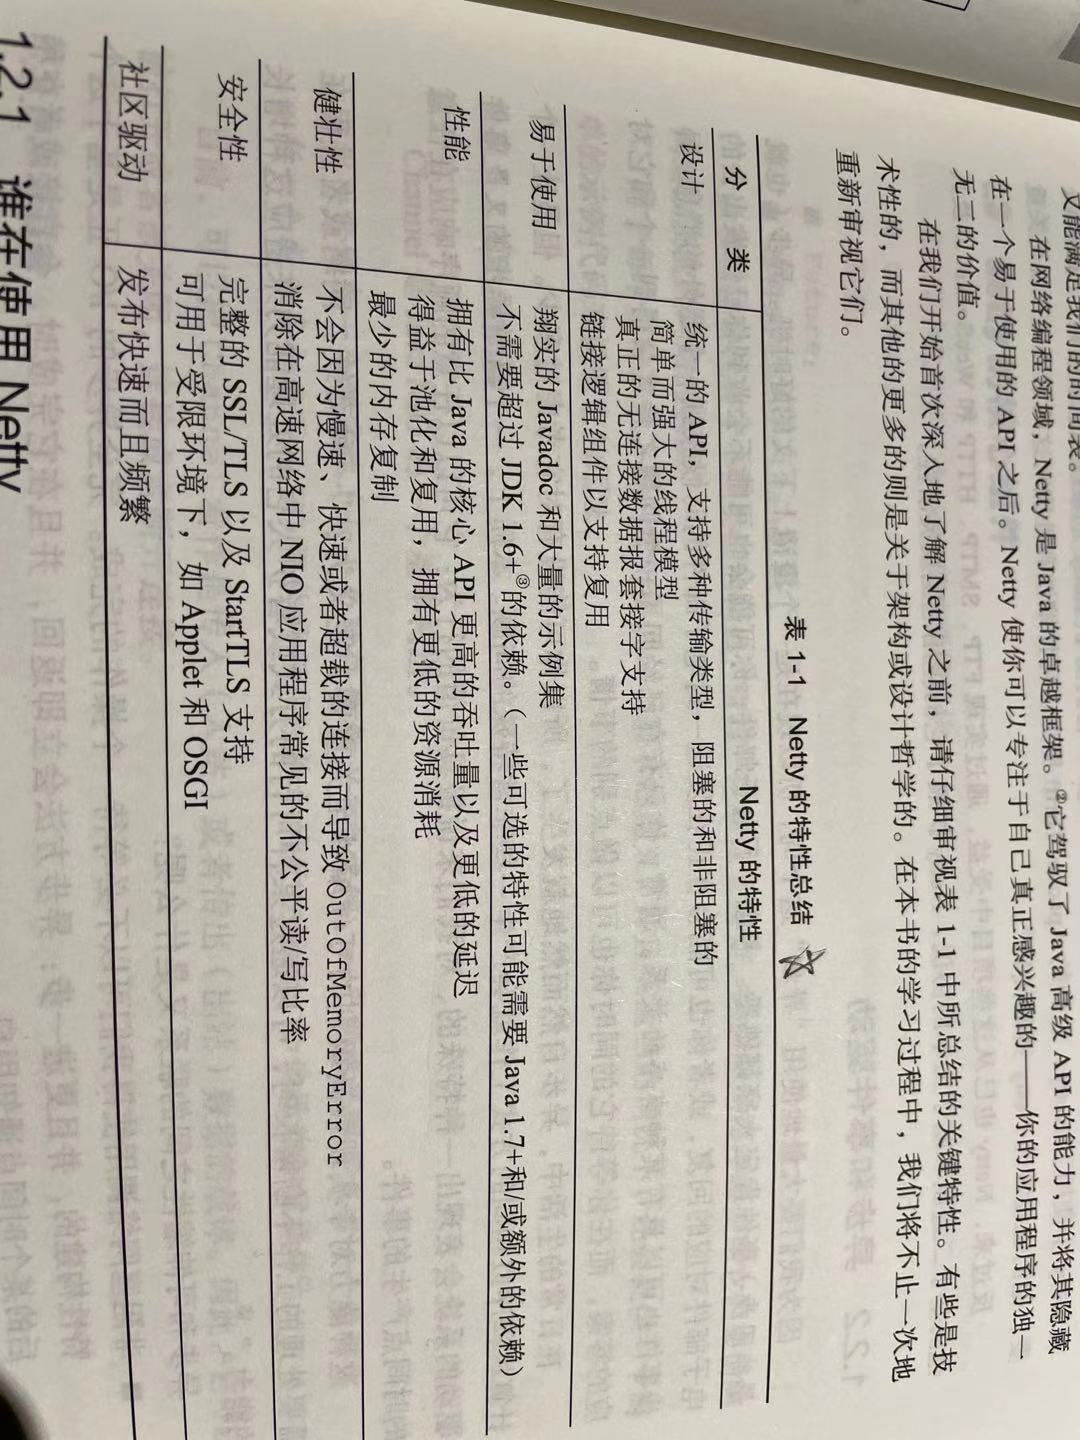 又能满足我们的时间表。
在网络编程领域，Netty 是 Java 的卓越框架。②它驾驭了 Java 高级 API 的能力，并将其隐藏
在一个易于使用的 API 之后。Netty 使你可以专注于自己真正感兴趣的——你的应用程序的独一
无二的价值。
在我们开始首次深入地了解 Netty 之前，请仔细审视表 1-1 中所总结的关键特性。有些是技
术性的，而其他的更多的则是关于架构或设计哲学的。在本书的学习过程中，我们将不止一次地
重新审视它们。
表 1-1 Netty 的特性总结
分 类 Netty 的特性
设计 统一的 API，支持多种传输类型，阻塞的和非阻塞的
简单而强大的线程模型
真正的无连接数据报套接字支持
链接逻辑组件以支持复用
易于使用 翔实的 Javadoc 和大量的示例集
不需要超过 JDK 1.6+③的依赖。（一些可选的特性可能需要 Java 1.7+和/或额外的依赖）
性能 拥有比 Java 的核心 API 更高的吞吐量以及更低的延迟
得益于池化和复用，拥有更低的资源消耗
最少的内存复制
健壮性 不会因为慢速、快速或者超载的连接而导致 OutOfMemoryError
消除在高速网络中 NIO 应用程序常见的不公平读/写比率
安全性 完整的 SSL/TLS 以及 StartTLS 支持
可用于受限环境下，如 Applet 和 OSGI
社区驱动 发布快速而且频繁
1.2.1 谁在使用 Netty